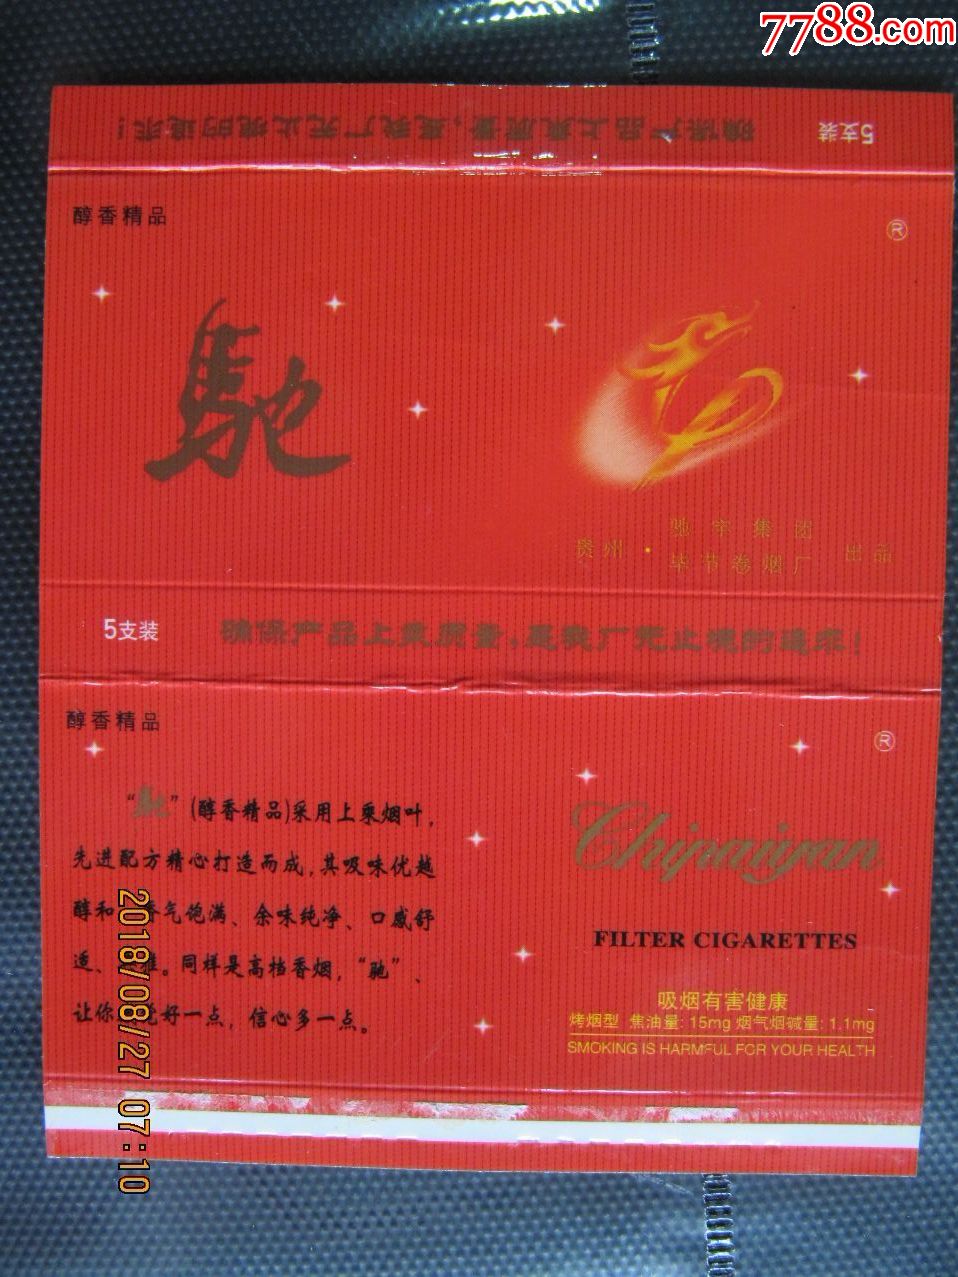 7788.com
确保产品上乘质量，是我厂无止境的追求！
5支装
醇香精品
®
馳
驰宇集团
贵州·毕节卷烟厂 出品
5支装
确保产品上乘质量，是我厂无止境的追求！
醇香精品
®
“馳”(醇香精品)采用上乘烟叶，
先进配方精心打造而成，其吸味优越
醇和 香气饱满、余味纯净、口感舒
适、 雅。同样是高档香烟，“驰”、
让你 觉好一点，信心多一点。
Chipaiyan
FILTER CIGARETTES
吸烟有害健康
烤烟型 焦油量: 15mg 烟气烟碱量: 1.1mg
SMOKING IS HARMFUL FOR YOUR HEALTH
2018/08/27 07:10